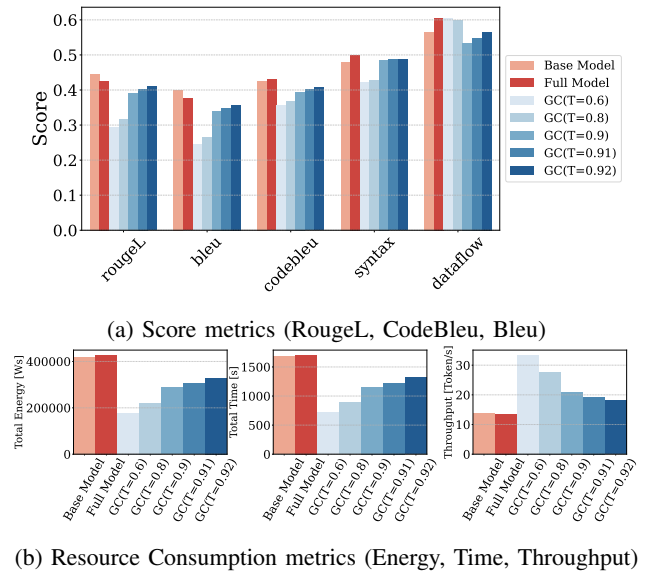 0.6
0.5
0.4
0.3
0.2
0.1
0.0
Score
rougeL
bleu
codebleu
syntax
dataflow
Base Model
Full Model
GC(T=0.6)
GC(T=0.8)
GC(T=0.9)
GC(T=0.91)
GC(T=0.92)
(a) Score metrics (RougeL, CodeBleu, Bleu)
Total Energy [Ws]
400000
200000
0
Base Model
Full Model
GC(T=0.6)
GC(T=0.8)
GC(T=0.9)
GC(T=0.91)
GC(T=0.92)
Total Time [s]
1500
1000
500
0
Base Model
Full Model
GC(T=0.6)
GC(T=0.8)
GC(T=0.9)
GC(T=0.91)
GC(T=0.92)
Throughput [Token/s]
30
20
10
0
Base Model
Full Model
GC(T=0.6)
GC(T=0.8)
GC(T=0.9)
GC(T=0.91)
GC(T=0.92)
(b) Resource Consumption metrics (Energy, Time, Throughput)